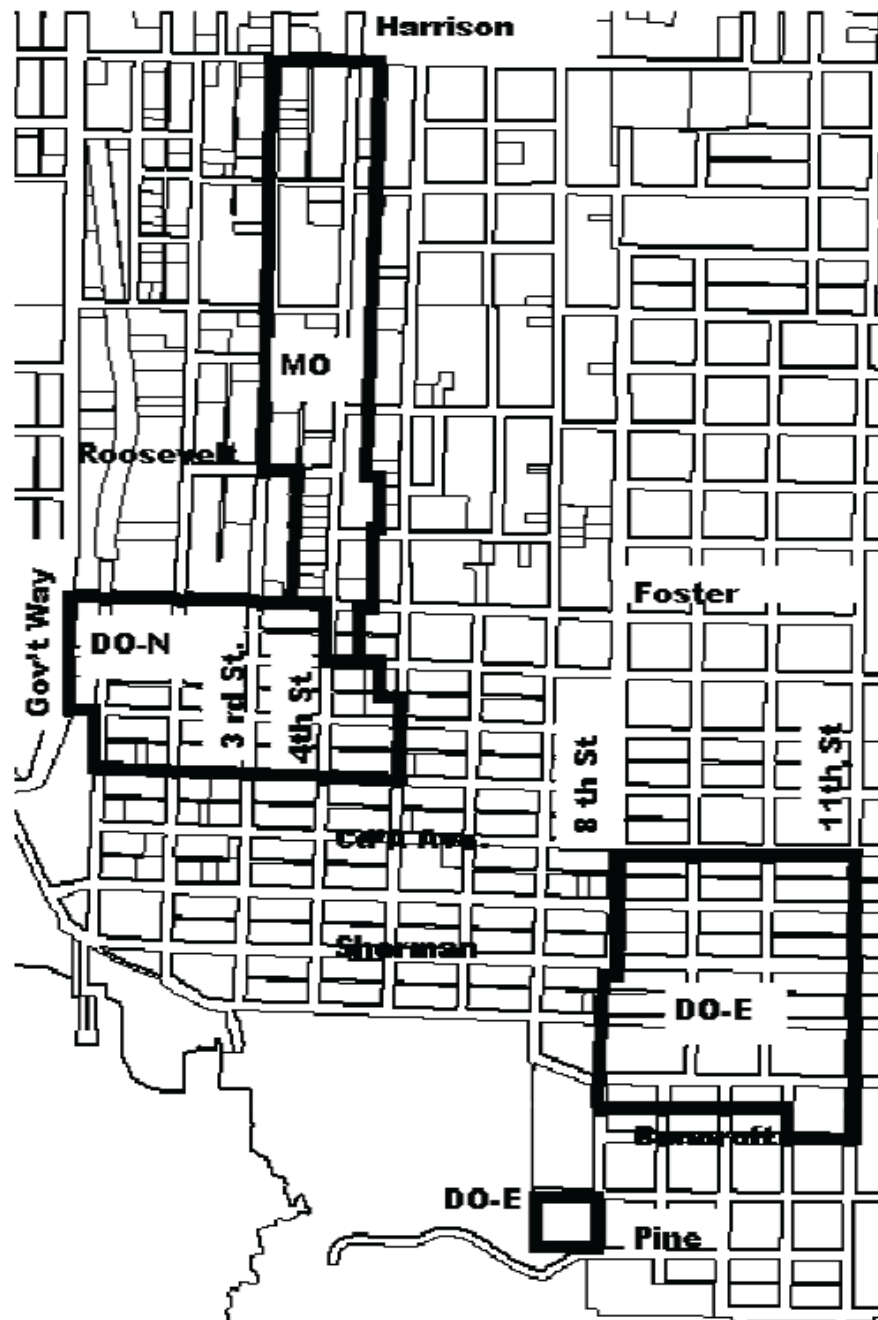 Harrison
MO
Roosevelt
Foster
Gov't Way
DO-N
3 rd St.
4th St
8 th St
11th St
Sherman
DO-E
Bancroft
DO-E
Pine